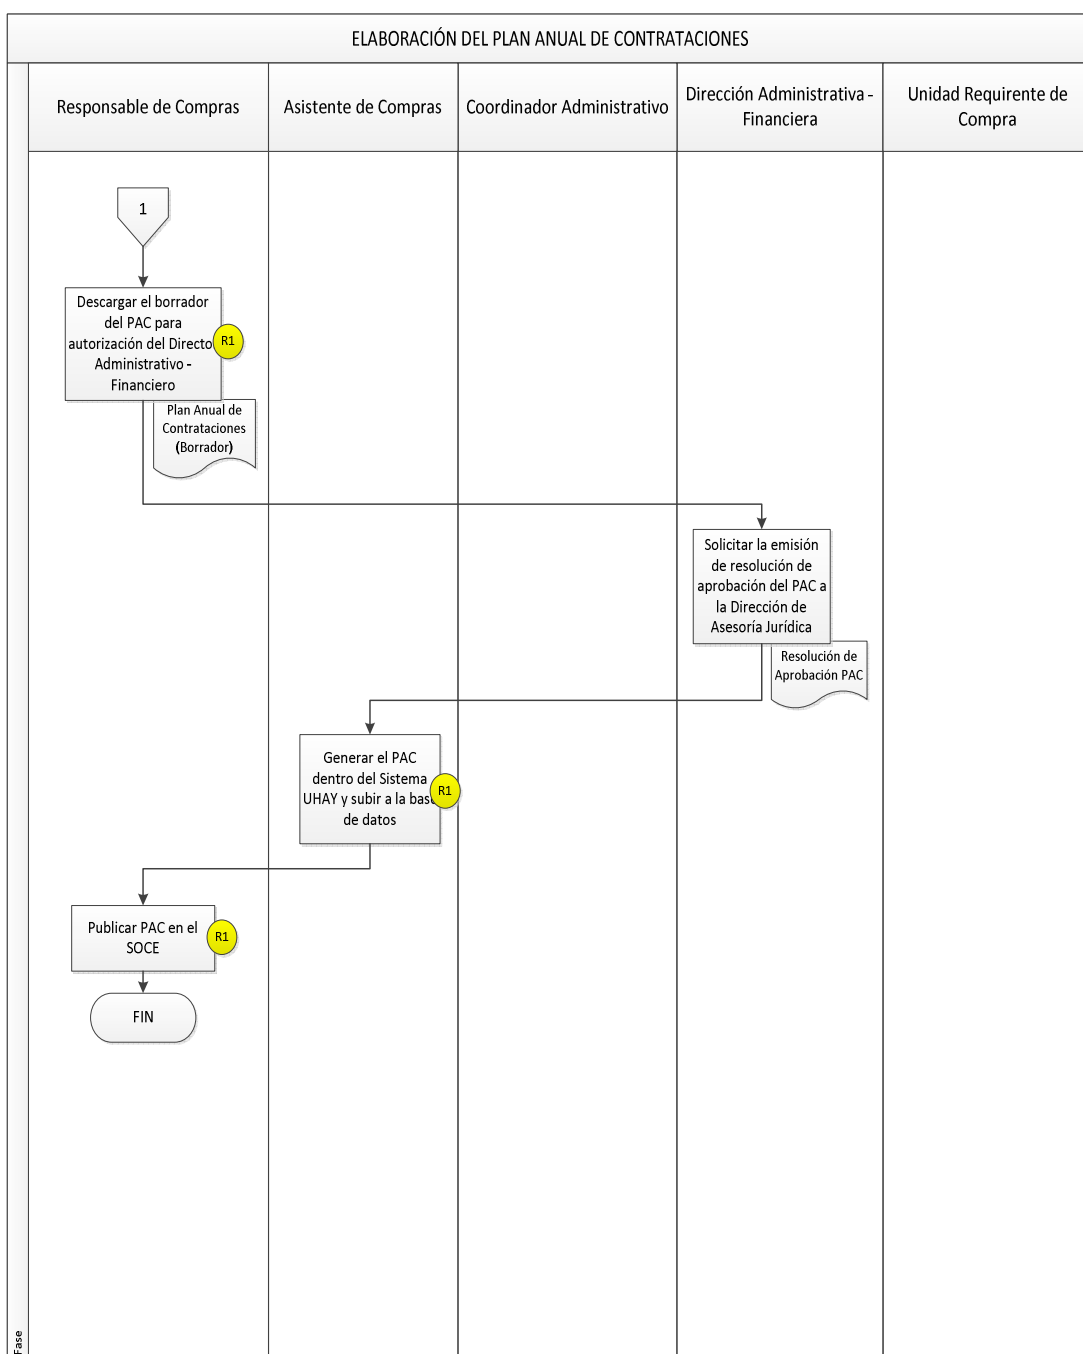 ELABORACIÓN DEL PLAN ANUAL DE CONTRATACIONES
Responsable de Compras
Asistente de Compras
Coordinador Administrativo
Dirección Administrativa -
Financiera
Unidad Requirente de
Compra
1
Descargar el borrador
del PAC para
autorización del Directo
Administrativo -
Financiero
R1
Plan Anual de
Contrataciones
(Borrador)
Solicitar la emisión
de resolución de
aprobación del PAC a
la Dirección de
Asesoría Jurídica
Resolución de
Aprobación PAC
Generar el PAC
dentro del Sistema
UHAY y subir a la base
de datos
R1
Publicar PAC en el
SOCE
R1
FIN
Fase